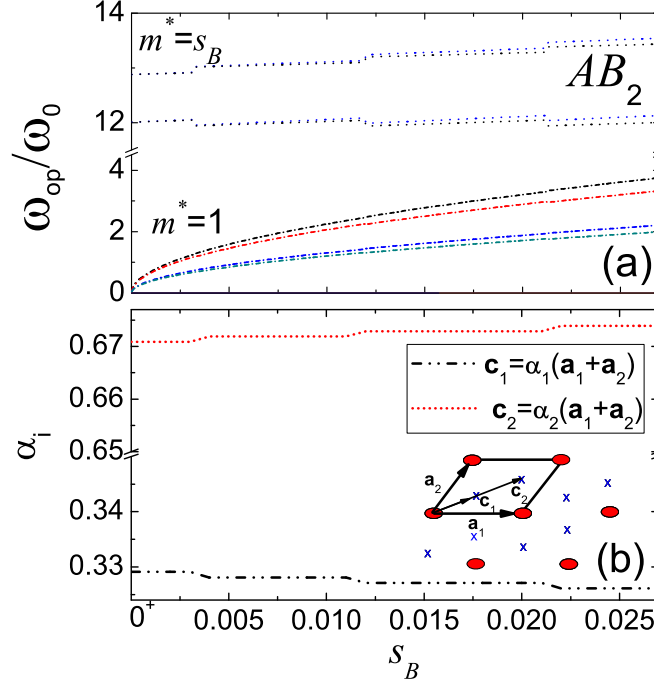 m*=s_B
AB_2
14
12
4
2
0
ω_op/ω_0
m*=1
(a)
0.67
0.66
0.65
0.34
0.33
α_i
c_1=α_1(a_1+a_2)
c_2=α_2(a_1+a_2)
a_2
c_1
c_2
a_1
(b)
0^+
0.005
0.010
0.015
0.020
0.025
s_B